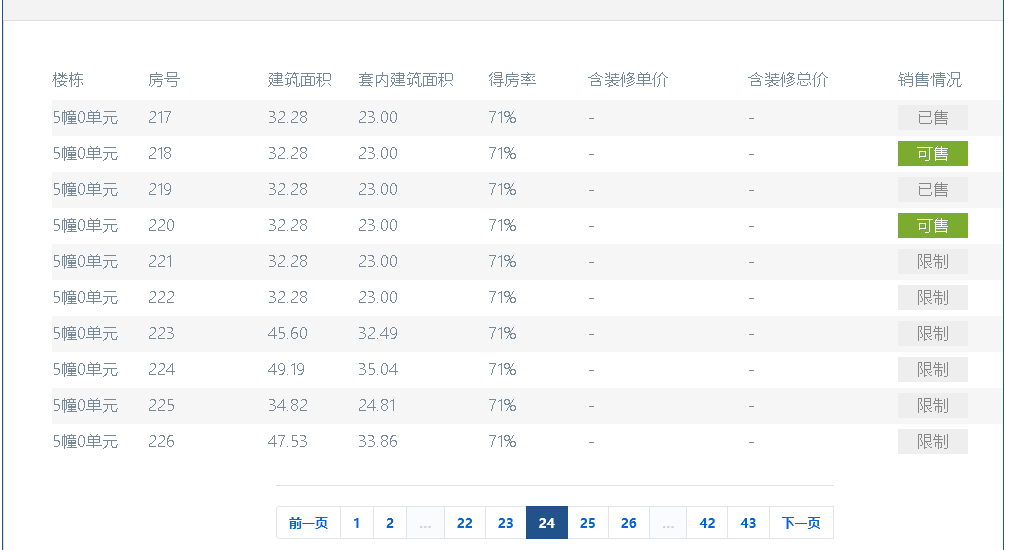 楼栋 房号 建筑面积 套内建筑面积 得房率 含装修单价 含装修总价 销售情况
5幢0单元 217 32.28 23.00 71% - - 已售
5幢0单元 218 32.28 23.00 71% - - 可售
5幢0单元 219 32.28 23.00 71% - - 已售
5幢0单元 220 32.28 23.00 71% - - 可售
5幢0单元 221 32.28 23.00 71% - - 限制
5幢0单元 222 32.28 23.00 71% - - 限制
5幢0单元 223 45.60 32.49 71% - - 限制
5幢0单元 224 49.19 35.04 71% - - 限制
5幢0单元 225 34.82 24.81 71% - - 限制
5幢0单元 226 47.53 33.86 71% - - 限制
前一页 1 2 ... 22 23 24 25 26 ... 42 43 下一页